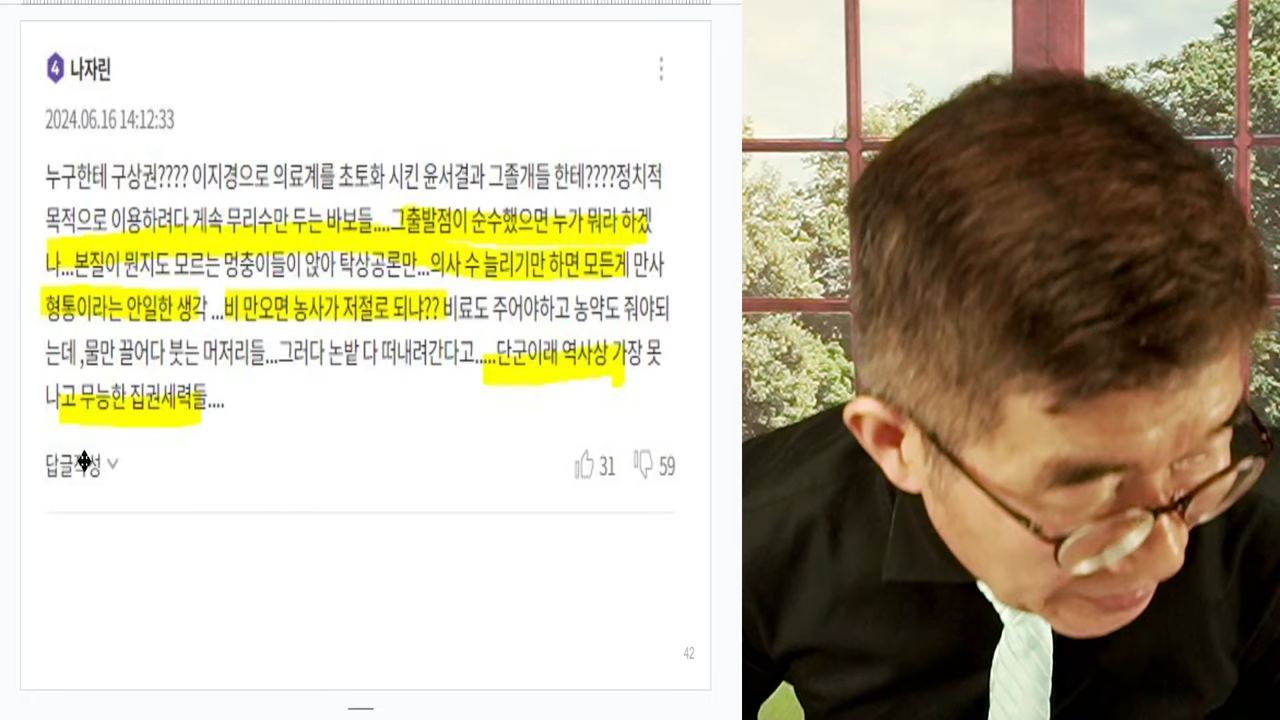 4 나자린
2024.06.16 14:12:33
누구한테 구상권???? 이지경으로 의료계를 초토화 시킨 윤서결과 그졸개들 한테????정치적
목적으로 이용하려다 게속 무리수만 두는 바보들....그출발점이 순수했으면 누가 뭐라 하겠
나...본질이 뭔지도 모르는 멍충이들이 앉아 탁상공론만...의사 수 늘리기만 하면 모든게 만사
형통이라는 안일한 생각 ...비 만오면 농사가 저절로 되냐?? 비료도 주어야하고 농약도 줘야되
는데 ,물만 끌어다 붓는 머저리들...그러다 논밭 다 떠내려간다고.....단군이래 역사상 가장 못
나고 무능한 집권세력들....
답글작성
31 59
42